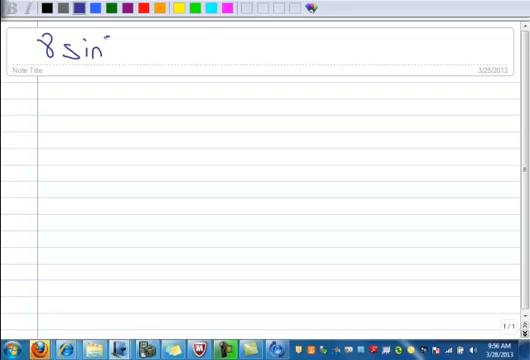 B I
8 sin
Note Title
3/28/2013
1 / 1
9:56 AM
3/28/2013